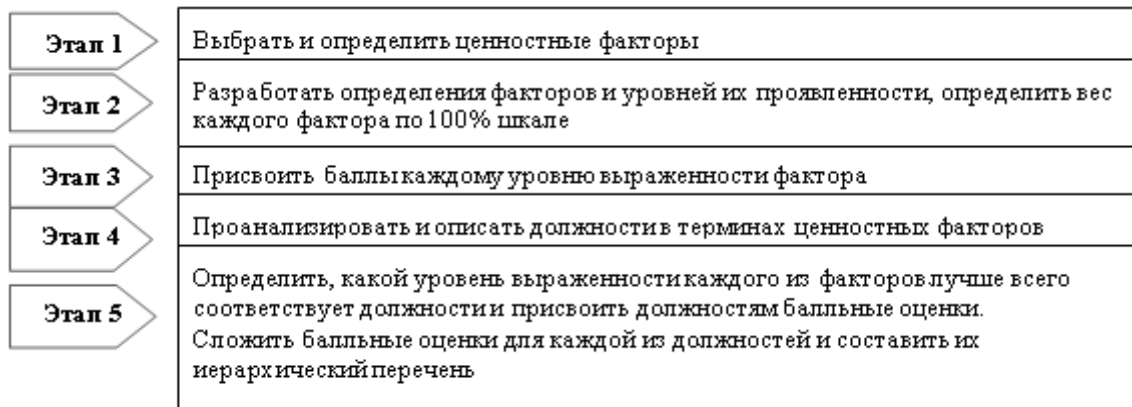 Этап 1
Выбрать и определить ценностные факторы
Этап 2
Разработать определения факторов и уровней их проявленности, определить вес
каждого фактора по 100% шкале
Этап 3
Присвоить баллы каждому уровню выраженности фактора
Этап 4
Проанализировать и описать должности в терминах ценностных факторов
Этап 5
Определить, какой уровень выраженности каждого из факторов лучше всего
соответствует должности и присвоить должностям балльные оценки.
Сложить балльные оценки для каждой из должностей и составить их
иерархический перечень